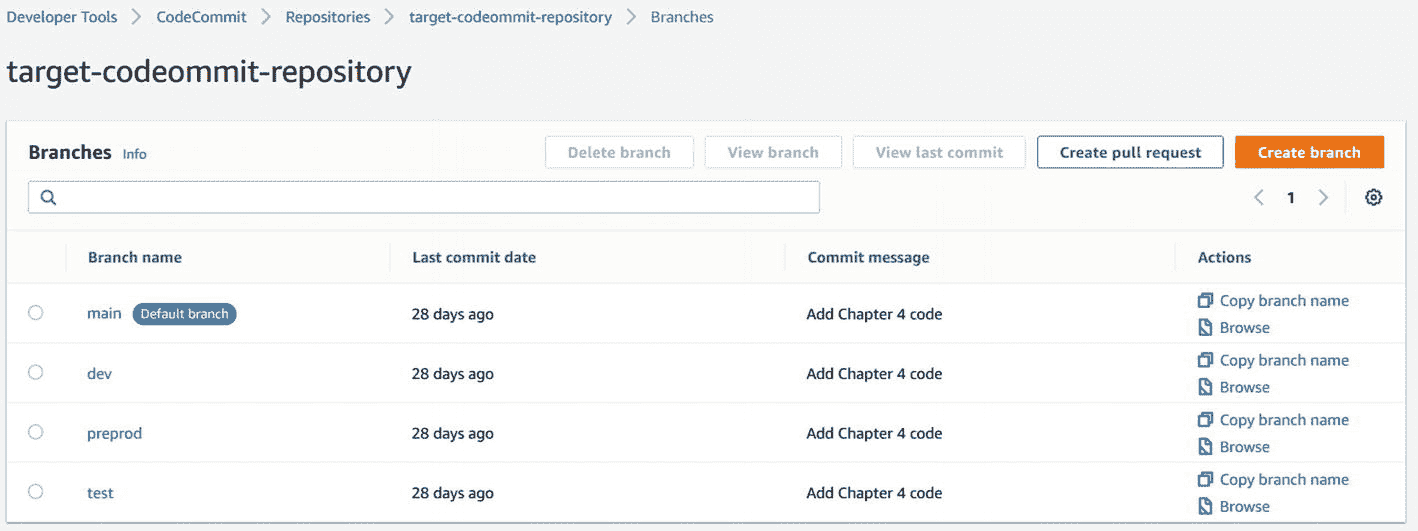 Developer Tools > CodeCommit > Repositories > target-codeommit-repository > Branches
target-codeommit-repository
Branches Info Delete branch View branch View last commit Create pull request Create branch
< 1 >
Branch name Last commit date Commit message Actions
main Default branch 28 days ago Add Chapter 4 code Copy branch name
Browse
dev 28 days ago Add Chapter 4 code Copy branch name
Browse
preprod 28 days ago Add Chapter 4 code Copy branch name
Browse
test 28 days ago Add Chapter 4 code Copy branch name
Browse